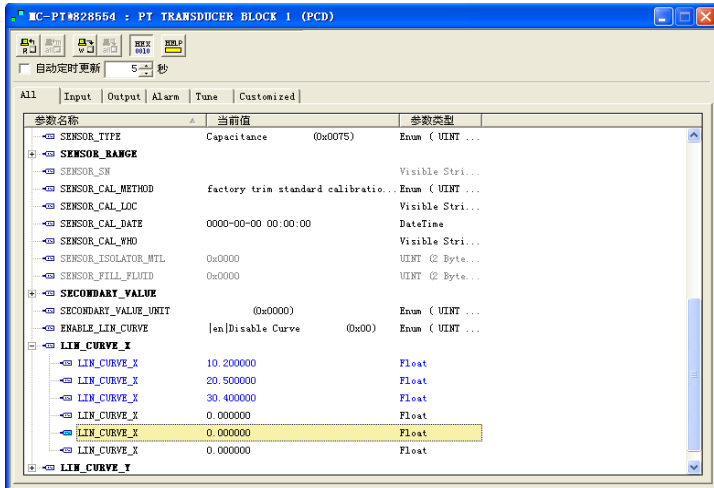 MC-PT#828554 : PT TRANSDUCER BLOCK 1 (PCD)
R all W all HEX 0010 HELP
自动定时更新 5 秒
All Input Output Alarm Tune Customized
参数名称 当前值 参数类型
SENSOR_TYPE Capacitance (0x0075) Enum ( UINT ...
SENSOR_RANGE
SENSOR_SN Visible Stri...
SENSOR_CAL_METHOD factory trim standard calibratio... Enum ( UINT ...
SENSOR_CAL_LOC Visible Stri...
SENSOR_CAL_DATE 0000-00-00 00:00:00 DateTime
SENSOR_CAL_WHO Visible Stri...
SENSOR_ISOLATOR_MTL 0x0000 UINT (2 Byte...
SENSOR_FILL_FLUID 0x0000 UINT (2 Byte...
SECONDARY_VALUE
SECONDARY_VALUE_UNIT (0x0000) Enum ( UINT ...
ENABLE_LIN_CURVE |en|Disable Curve (0x00) Enum ( UINT ...
LIN_CURVE_X
LIN_CURVE_X 10.200000 Float
LIN_CURVE_X 20.500000 Float
LIN_CURVE_X 30.400000 Float
LIN_CURVE_X 0.000000 Float
LIN_CURVE_X 0.000000 Float
LIN_CURVE_X 0.000000 Float
LIN_CURVE_Y